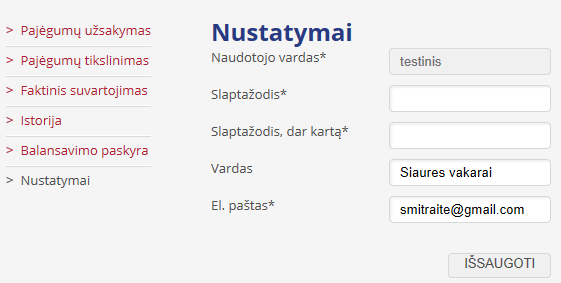 > Pajėgumų užsakymas
> Pajėgumų tikslinimas
> Faktinis suvartojimas
> Istorija
> Balansavimo paskyra
> Nustatymai
Nustatymai
Naudotojo vardas*
testinis
Slaptažodis*
Slaptažodis, dar kartą*
Vardas
Siaures vakarai
El. paštas*
smitraite@gmail.com
IŠSAUGOTI